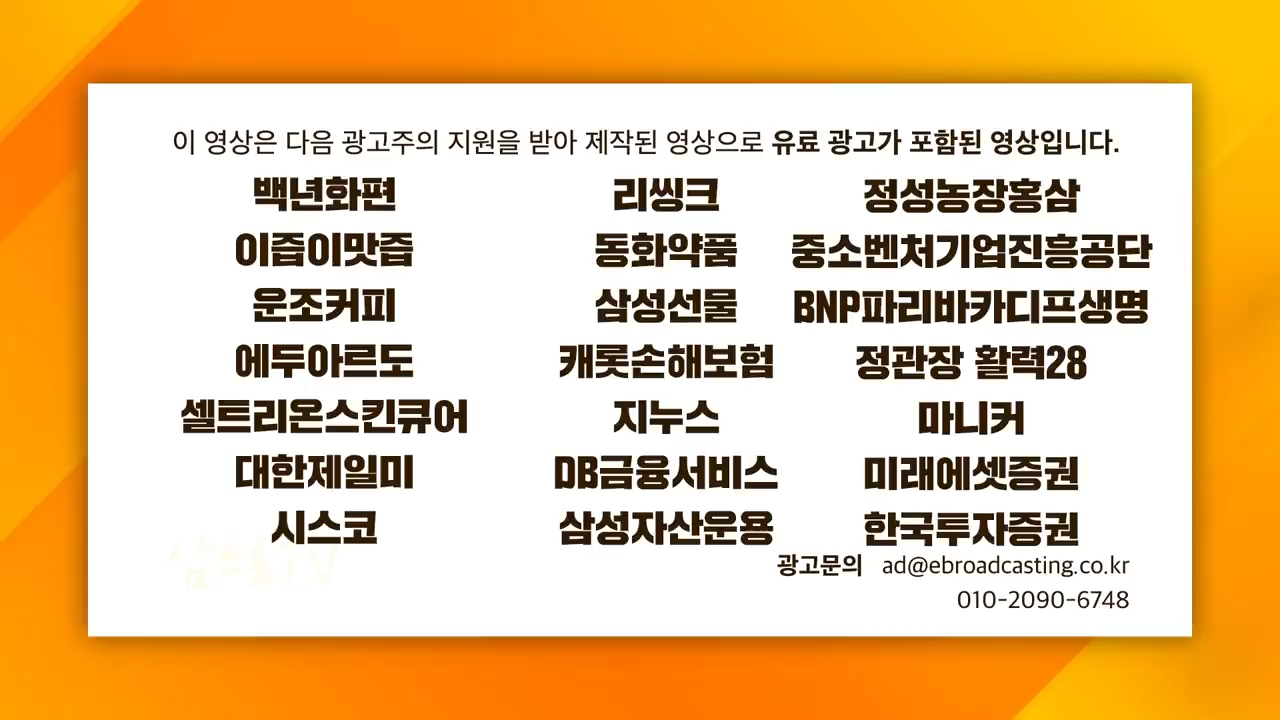 이 영상은 다음 광고주의 지원을 받아 제작된 영상으로 유료 광고가 포함된 영상입니다.
백년화편 리씽크 정성농장홍삼
이즙이맛즙 동화약품 중소벤처기업진흥공단
운조커피 삼성선물 BNP파리바카디프생명
에두아르도 캐롯손해보험 정관장 활력28
셀트리온스킨큐어 지누스 마니커
대한제일미 DB금융서비스 미래에셋증권
시스코 삼성자산운용 한국투자증권
광고문의 ad@ebroadcasting.co.kr
010-2090-6748